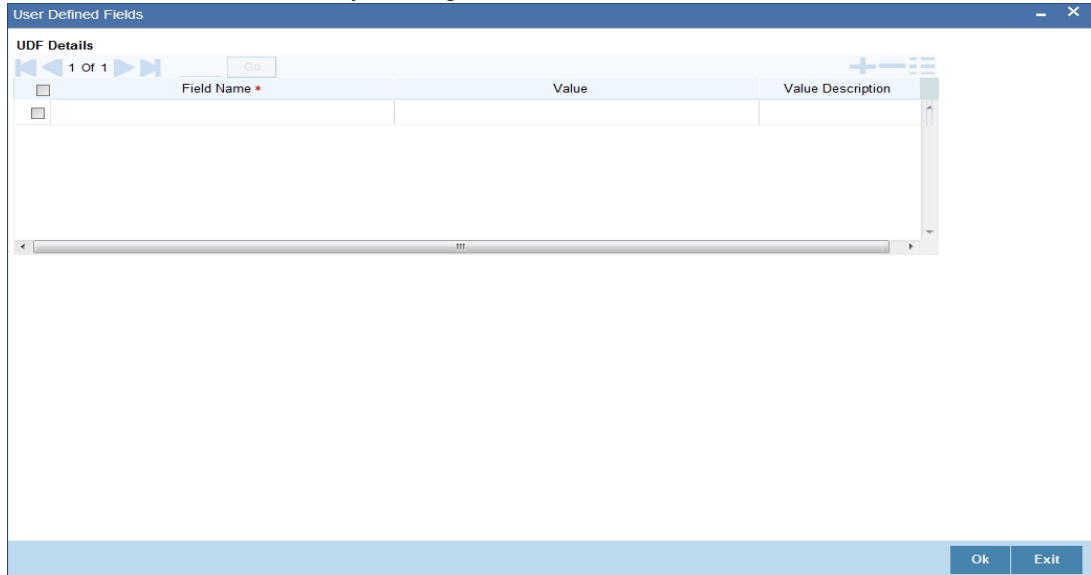 User Defined Fields
UDF Details
1 Of 1 Go
Field Name * Value Value Description
Ok Exit